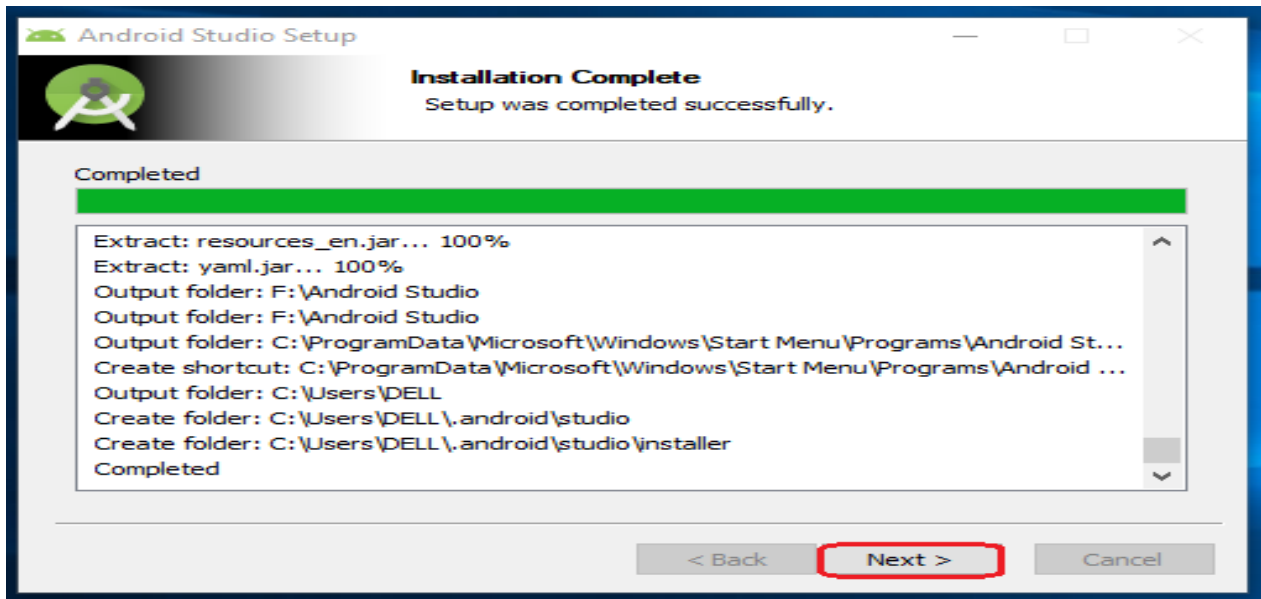 Android Studio Setup
Installation Complete
Setup was completed successfully.
Completed
Extract: resources_en.jar... 100%
Extract: yaml.jar... 100%
Output folder: F:\Android Studio
Output folder: F:\Android Studio
Output folder: C:\ProgramData\Microsoft\Windows\Start Menu\Programs\Android St...
Create shortcut: C:\ProgramData\Microsoft\Windows\Start Menu\Programs\Android ...
Output folder: C:\Users\DELL
Create folder: C:\Users\DELL\.android\studio
Create folder: C:\Users\DELL\.android\studio\installer
Completed
< Back Next > Cancel